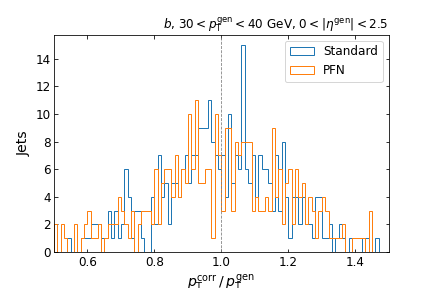 b, 30 < p_T^gen < 40 GeV, 0 < |η^gen| < 2.5
Standard
PFN
Jets
14
12
10
8
6
4
2
0
0.6 0.8 1.0 1.2 1.4
p_T^corr / p_T^gen